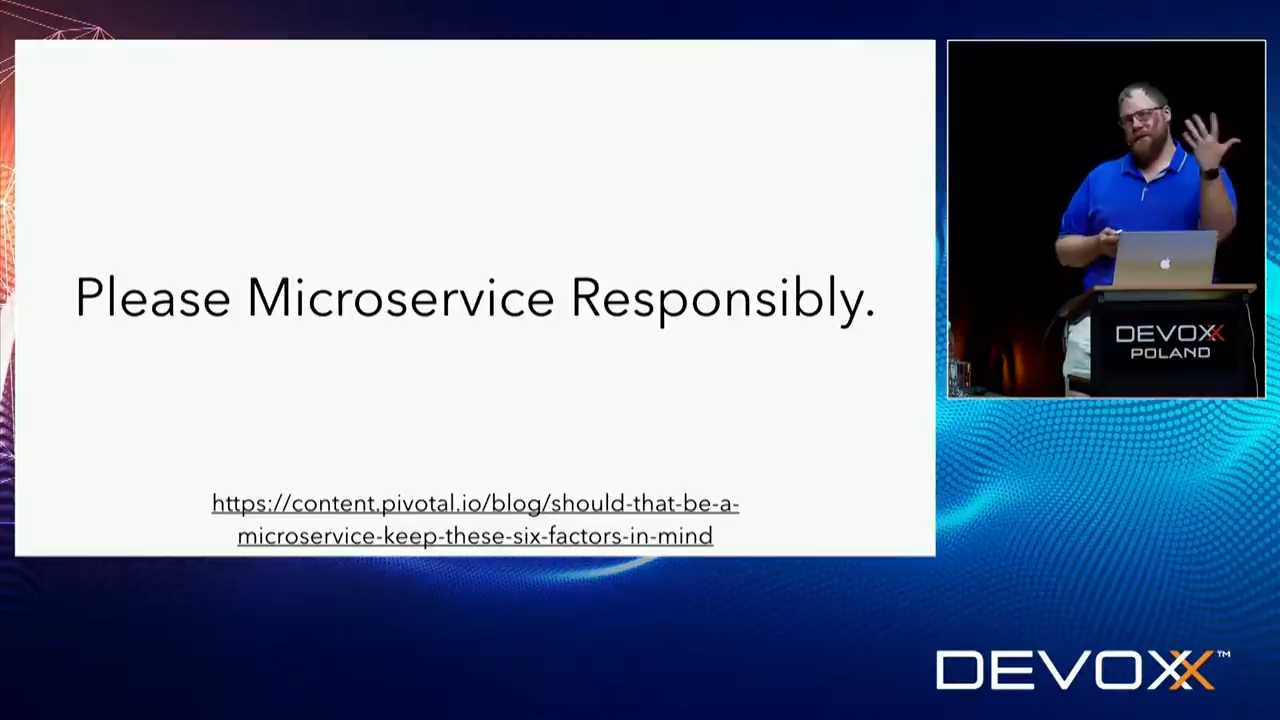 Please Microservice Responsibly.
https://content.pivotal.io/blog/should-that-be-a-
microservice-keep-these-six-factors-in-mind
DEVOXX
POLAND
DEVOXX™